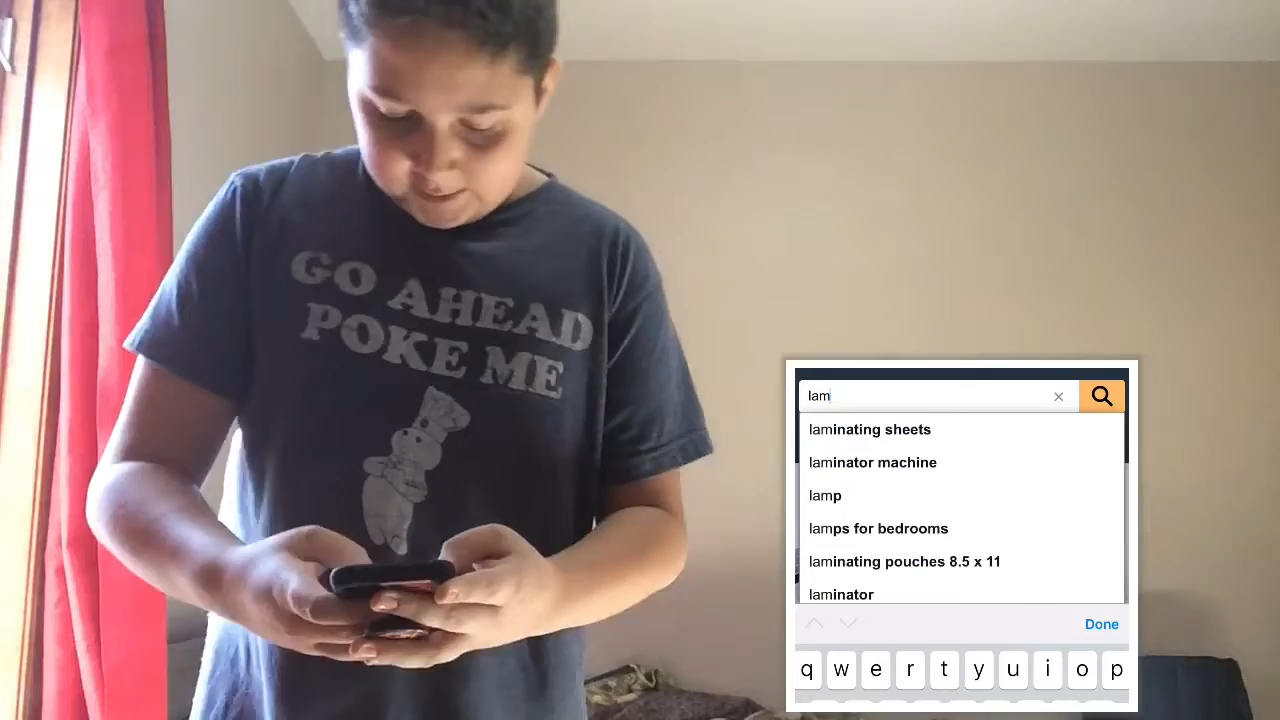 GO AHEAD
POKE ME
lam
laminating sheets
laminator machine
lamp
lamps for bedrooms
laminating pouches 8.5 x 11
laminator
Done
q w e r t y u i o p